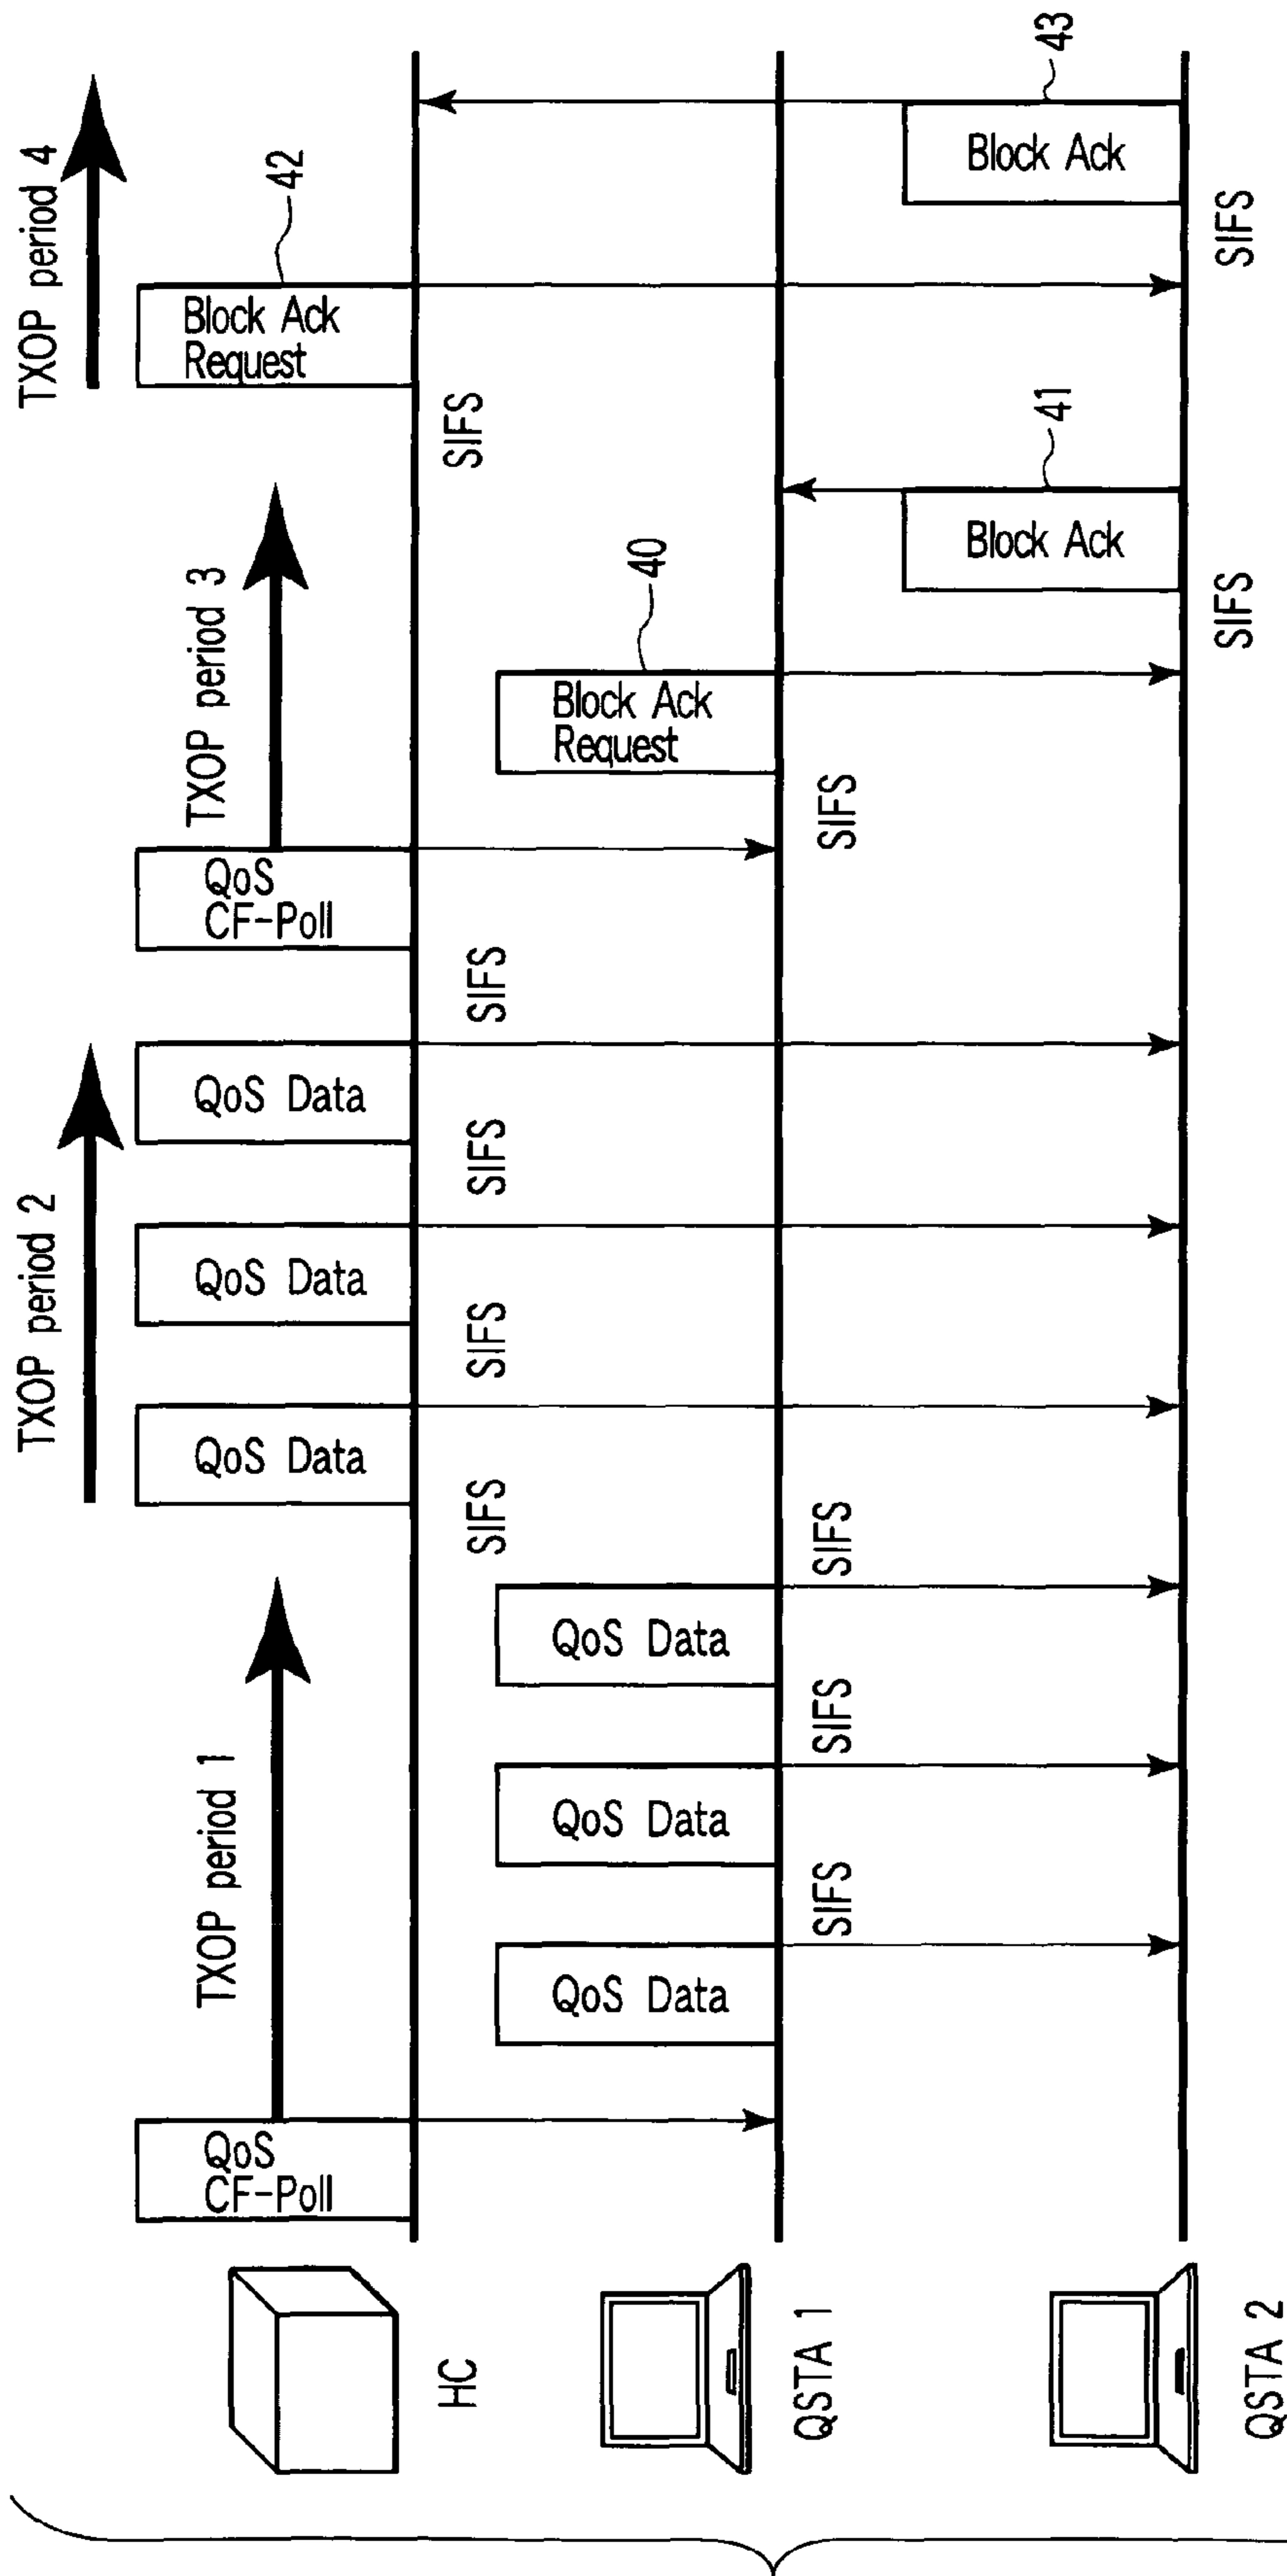 TXOP period 1
TXOP period 2
TXOP period 3
TXOP period 4
HC
QoS
CF-Poll
QoS Data
QoS Data
QoS Data
QoS
CF-Poll
Block Ack
Request
42
SIFS
SIFS
SIFS
SIFS
SIFS
QSTA 1
QoS Data
QoS Data
QoS Data
Block Ack
Request
40
SIFS
SIFS
SIFS
SIFS
QSTA 2
Block Ack
41
Block Ack
43
SIFS
SIFS